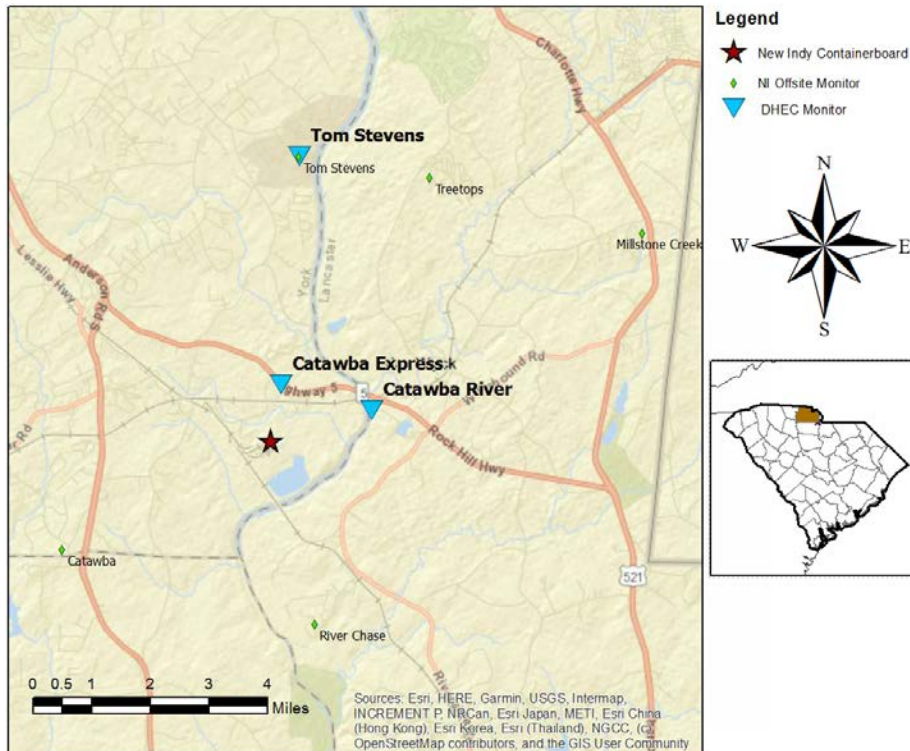 Legend
New Indy Containerboard
NI Offsite Monitor
DHEC Monitor
N
W
E
S
Charlotte Hwy
Tom Stevens
Tom Stevens
Treetops
Millstone Creek
York
Lancaster
Anderson Rd S
Lesslie Hwy
Catawba Express
Highway 5
5
Catawba River
Rock Hill Hwy
521
Catawba
River Chase
0 0.5 1 2 3 4
Miles
Sources: Esri, HERE, Garmin, USGS, Intermap,
INCREMENT P, NRCan, Esri Japan, METI, Esri China
(Hong Kong), Esri Korea, Esri (Thailand), NGCC, (c)
OpenStreetMap contributors, and the GIS User Community